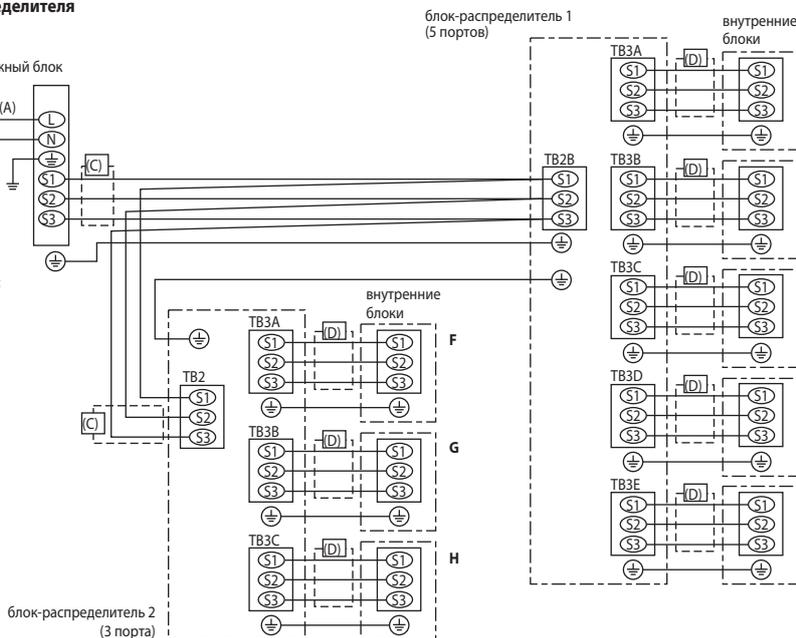 еделителя
блок-распределитель 1
(5 портов)
внутренние
блоки
жный блок
(A)
L
N
S1
S2
S3
(C)
TB2B
S1
S2
S3
TB3A
S1
S2
S3
(D)
S1
S2
S3
TB3B
S1
S2
S3
(D)
S1
S2
S3
TB3C
S1
S2
S3
(D)
S1
S2
S3
TB3D
S1
S2
S3
(D)
S1
S2
S3
TB3E
S1
S2
S3
(D)
S1
S2
S3
внутренние
блоки
TB2
S1
S2
S3
(C)
TB3A
S1
S2
S3
(D)
S1
S2
S3
F
TB3B
S1
S2
S3
(D)
S1
S2
S3
G
TB3C
S1
S2
S3
(D)
S1
S2
S3
H
блок-распределитель 2
(3 порта)